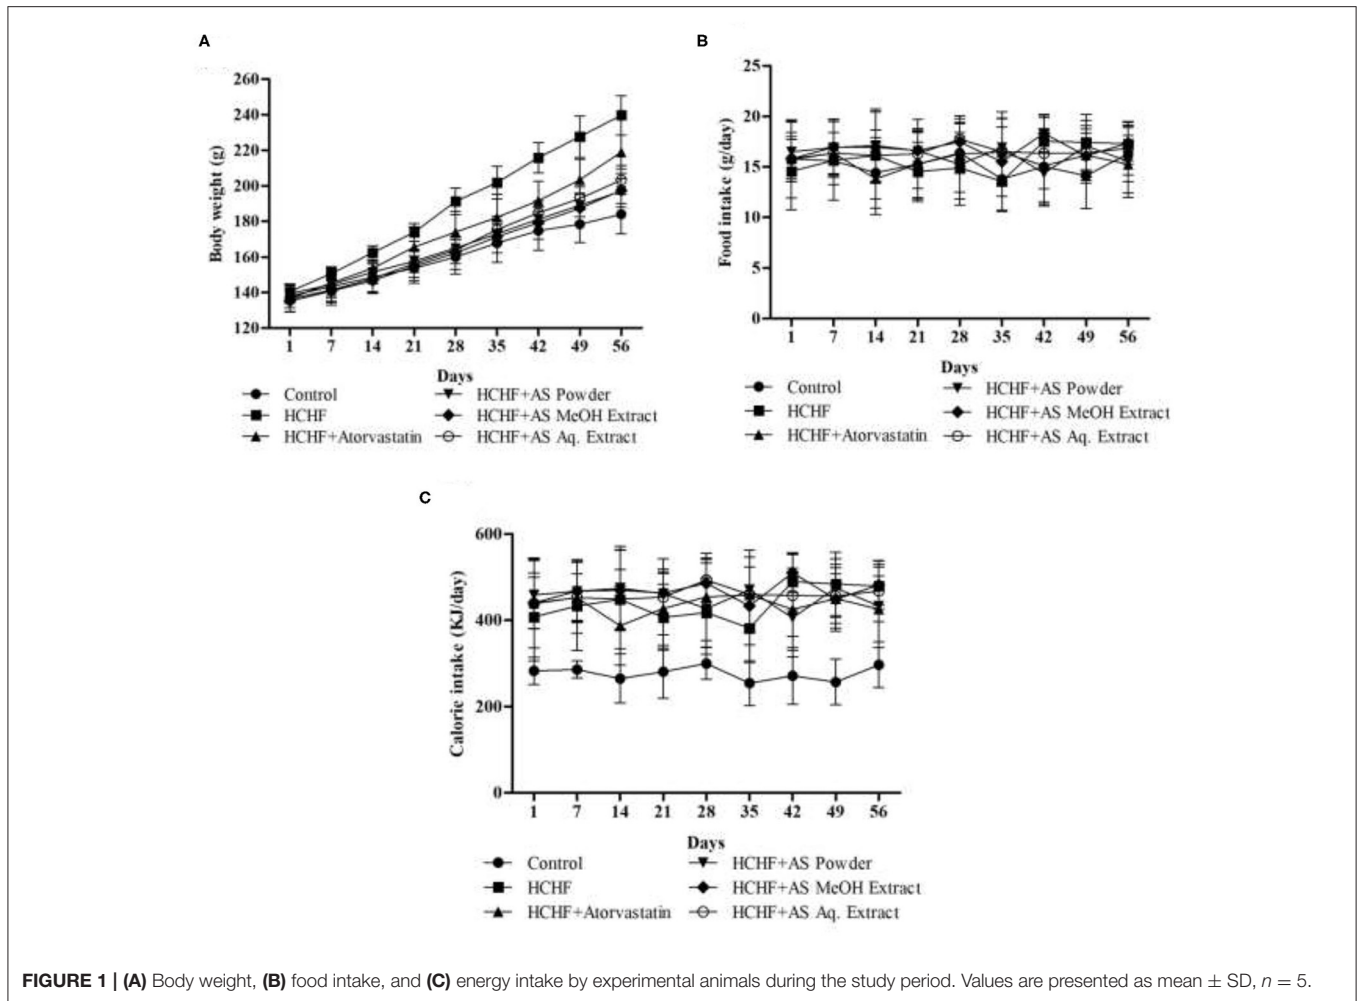 A
260
240
220
200
180
160
140
120
Body weight (g)
1 7 14 21 28 35 42 49 56
Days
Control
HCHF
HCHF+Atorvastatin
HCHF+AS Powder
HCHF+AS MeOH Extract
HCHF+AS Aq. Extract
B
25
20
15
10
5
0
Food intake (g/day)
1 7 14 21 28 35 42 49 56
Days
Control
HCHF
HCHF+Atorvastatin
HCHF+AS Powder
HCHF+AS MeOH Extract
HCHF+AS Aq. Extract
C
600
400
200
0
Caloric intake (KJ/day)
1 7 14 21 28 35 42 49 56
Days
Control
HCHF
HCHF+Atorvastatin
HCHF+AS Powder
HCHF+AS MeOH Extract
HCHF+AS Aq. Extract
FIGURE 1 | (A) Body weight, (B) food intake, and (C) energy intake by experimental animals during the study period. Values are presented as mean ± SD, n = 5.